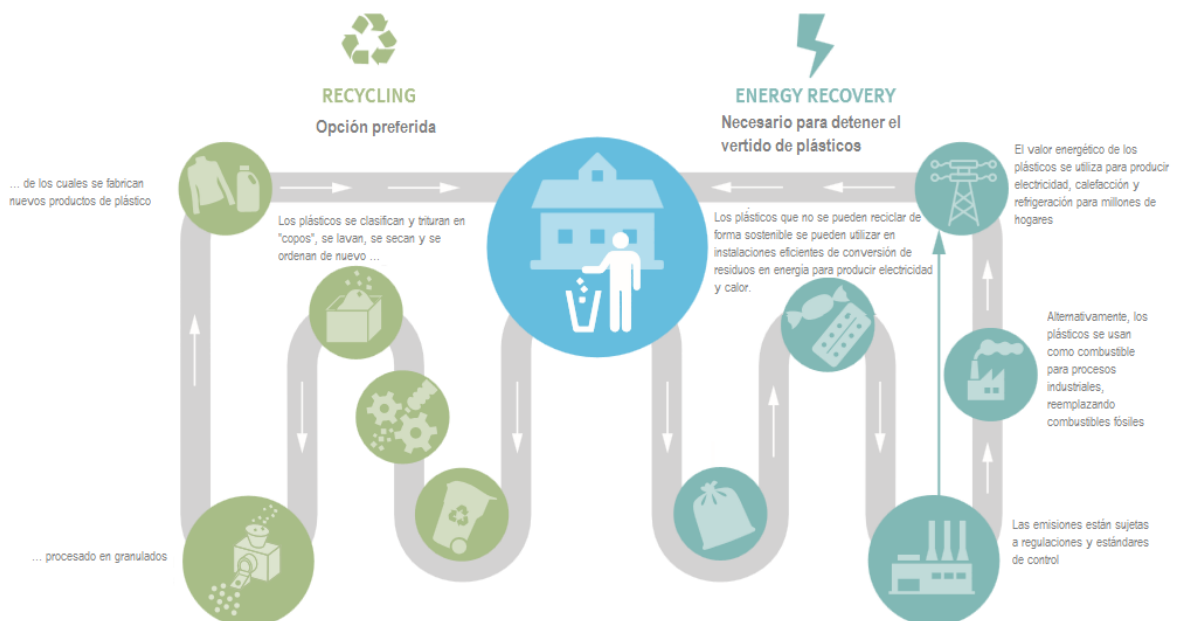 RECYCLING
Opción preferida
ENERGY RECOVERY
Necesario para detener el
vertido de plásticos
... de los cuales se fabrican
nuevos productos de plástico
Los plásticos se clasifican y trituran en
"copos", se lavan, se secan y se
ordenan de nuevo ...
Los plásticos que no se pueden reciclar de
forma sostenible se pueden utilizar en
instalaciones eficientes de conversión de
residuos en energía para producir electricidad
y calor.
El valor energético de los
plásticos se utiliza para producir
electricidad, calefacción y
refrigeración para millones de
hogares
Alternativamente, los
plásticos se usan
como combustible
para procesos
industriales,
reemplazando
combustibles fósiles
... procesado en granulados
Las emisiones están sujetas
a regulaciones y estándares
de control